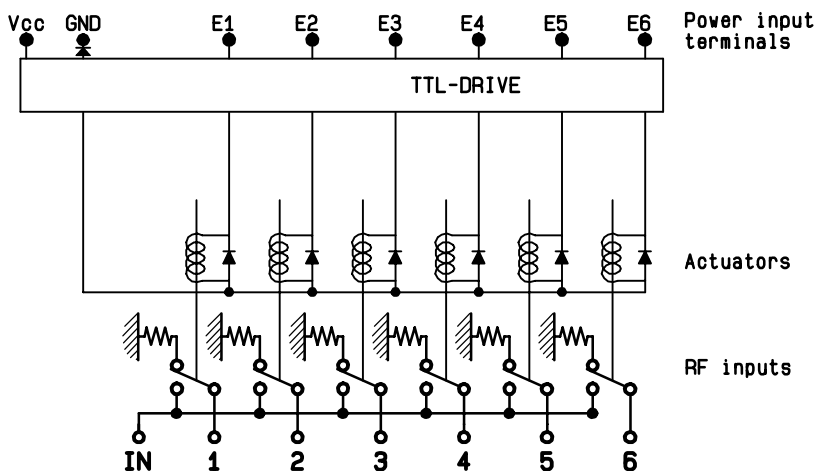 Vcc GND E1 E2 E3 E4 E5 E6 Power input
terminals
TTL-DRIVE
Actuators
RF inputs
IN 1 2 3 4 5 6